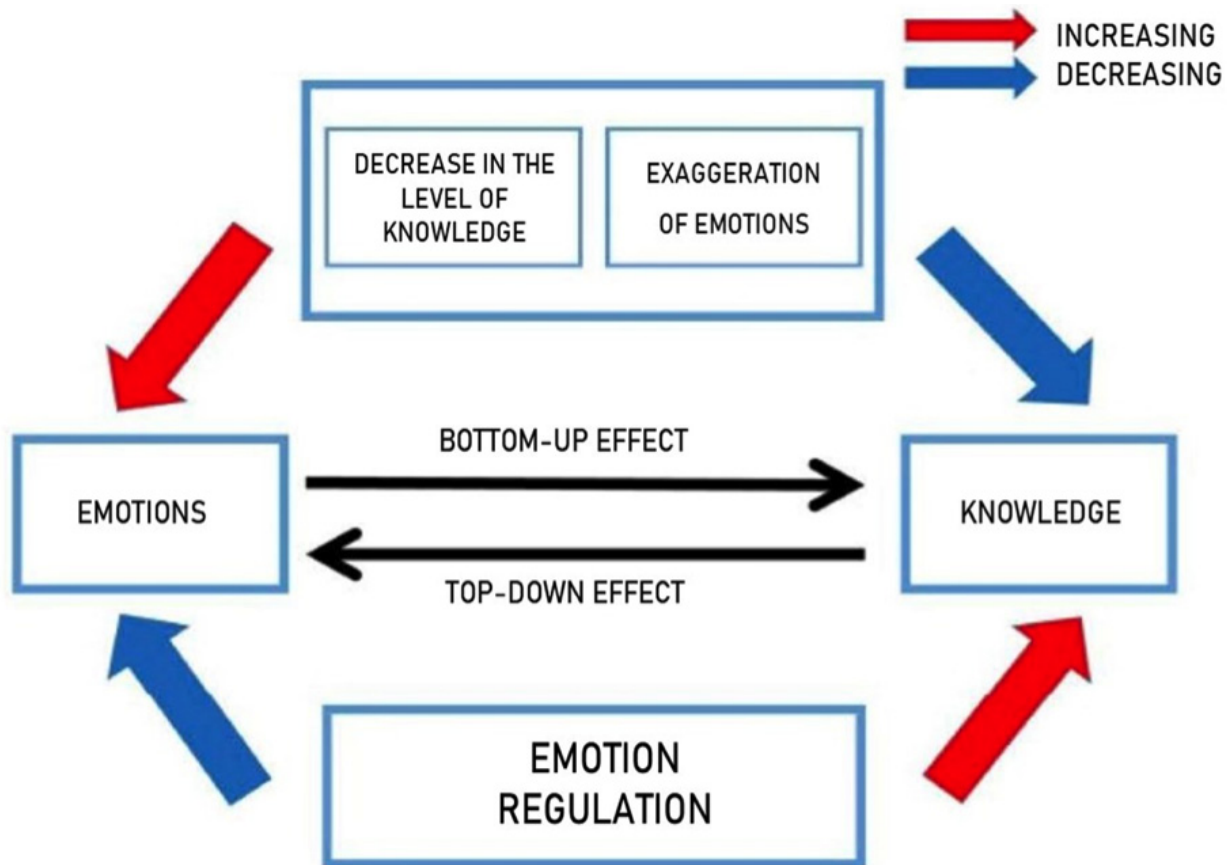 INCREASING
DECREASING
DECREASE IN THE
LEVEL OF
KNOWLEDGE
EXAGGERATION
OF EMOTIONS
BOTTOM-UP EFFECT
EMOTIONS
KNOWLEDGE
TOP-DOWN EFFECT
EMOTION
REGULATION